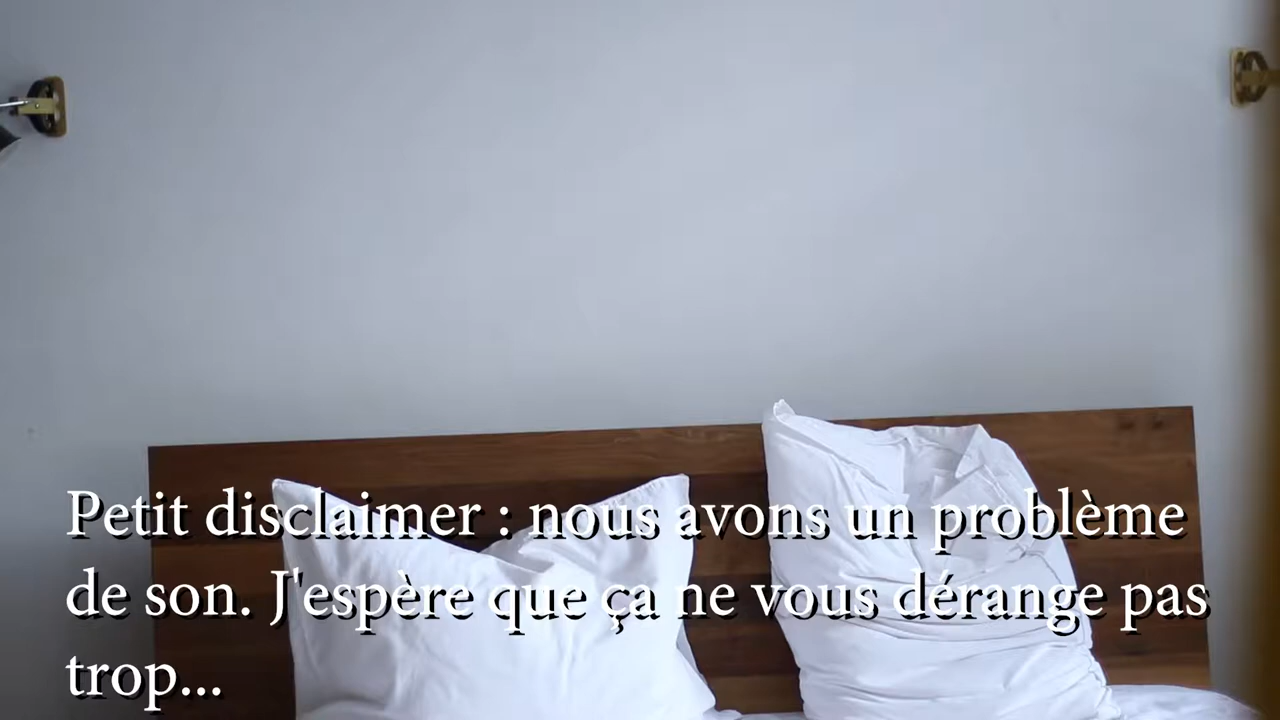 Petit disclaimer : nous avons un problème
de son. J'espère que ça ne vous dérange pas
trop...